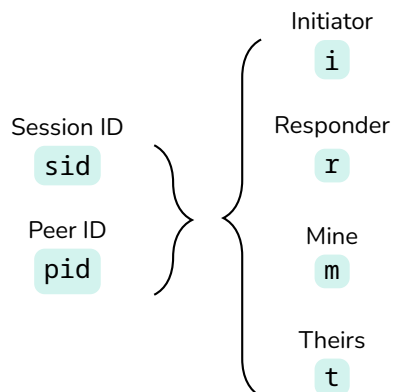 Session ID
sid
Peer ID
pid
Initiator
i
Responder
r
Mine
m
Theirs
t